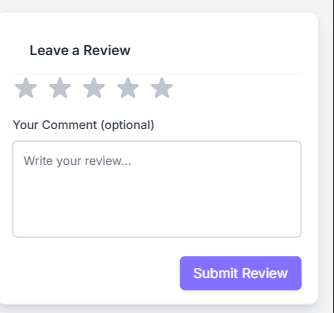 Leave a Review
Your Comment (optional)
Write your review...
Submit Review